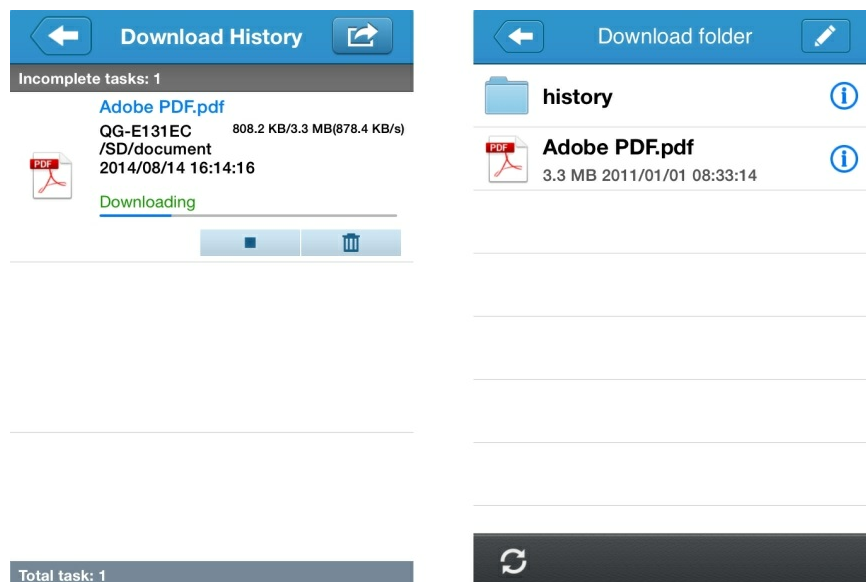 Download History
Incomplete tasks: 1
PDF
Adobe PDF.pdf
QG-E131EC 808.2 KB/3.3 MB(878.4 KB/s)
/SD/document
2014/08/14 16:14:16
Downloading
Total task: 1
Download folder
history
PDF
Adobe PDF.pdf
3.3 MB 2011/01/01 08:33:14